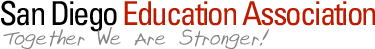 San Diego Education Association
Together We Are Stronger!